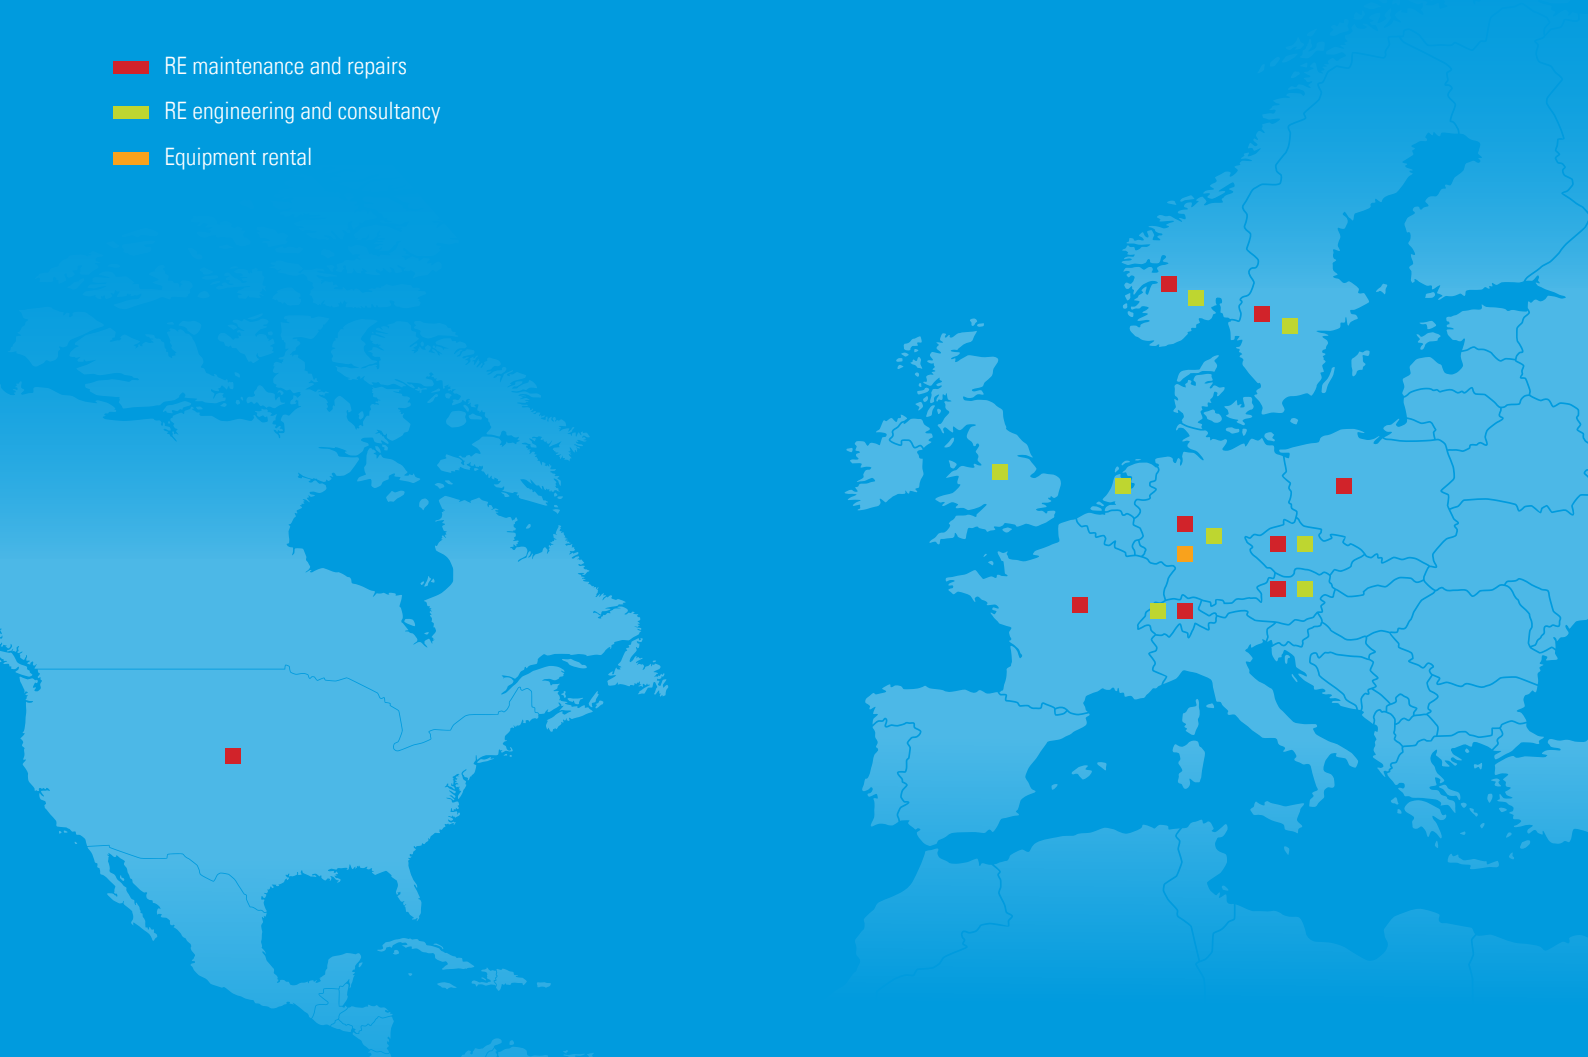 RE maintenance and repairs
RE engineering and consultancy
Equipment rental